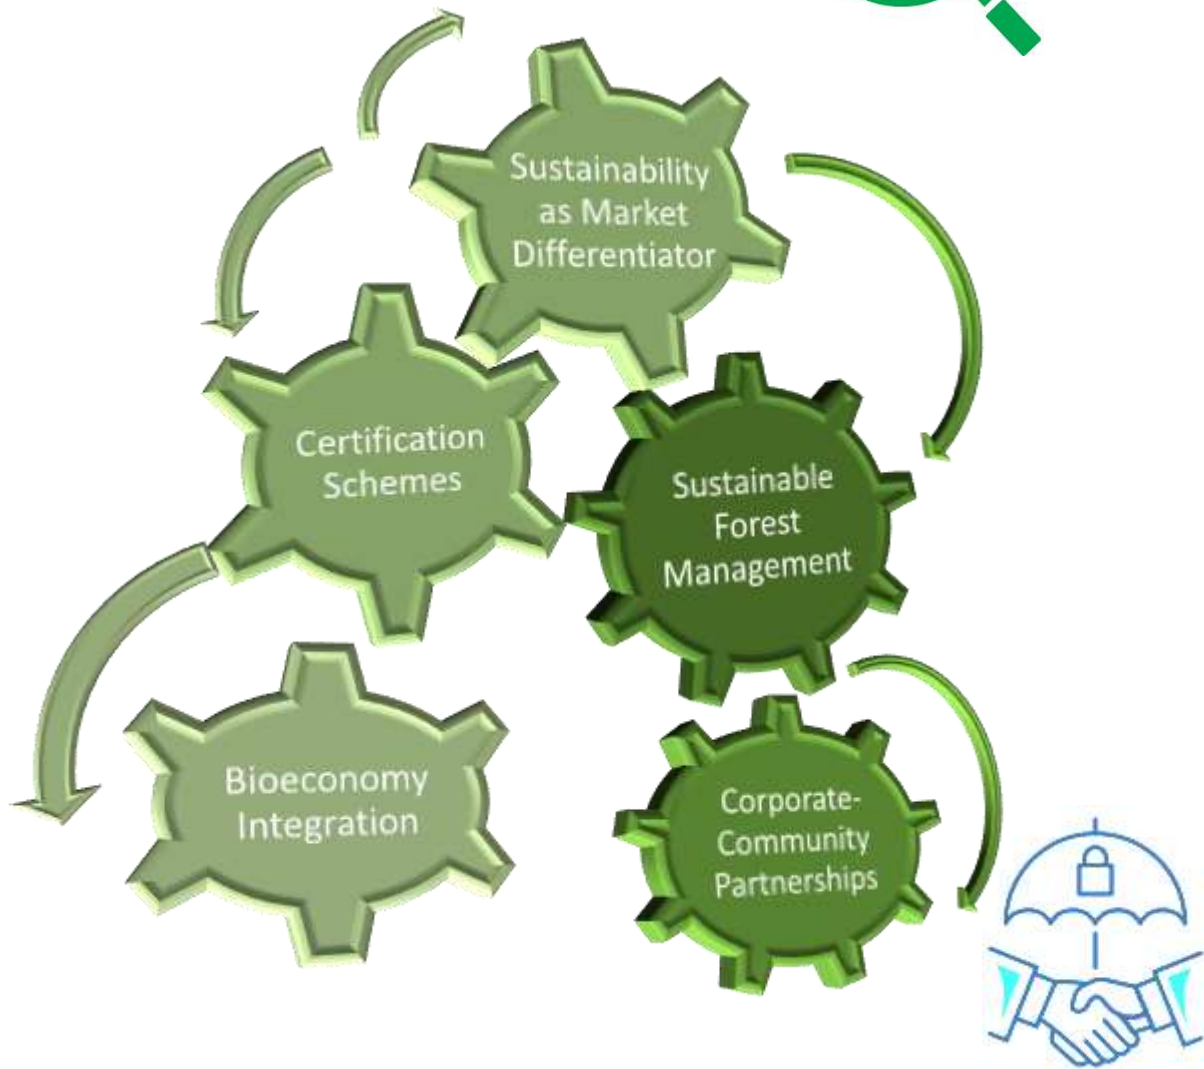 Sustainability
as Market
Differentiator
Certification
Schemes
Sustainable
Forest
Management
Bioeconomy
Integration
Corporate-
Community
Partnerships